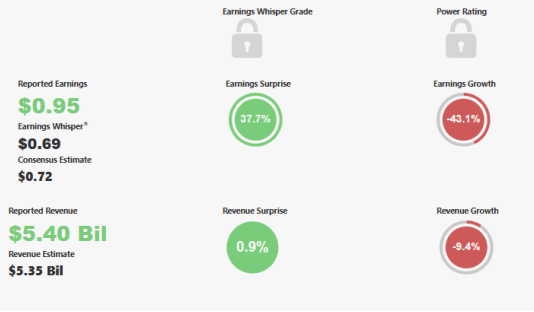 Earnings Whisper Grade
Power Rating
Reported Earnings
$0.95
Earnings Whisper®
$0.69
Consensus Estimate
$0.72
Earnings Surprise
37.7%
Earnings Growth
-43.1%
Reported Revenue
$5.40 Bil
Revenue Estimate
$5.35 Bil
Revenue Surprise
0.9%
Revenue Growth
-9.4%